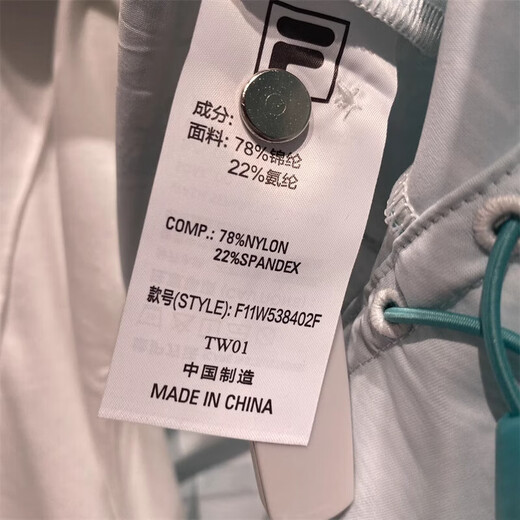 成分:
面料: 78%锦纶
22%氨纶
COMP.: 78%NYLON
22%SPANDEX
款号(STYLE): F11W538402F
TW01
中国制造
MADE IN CHINA